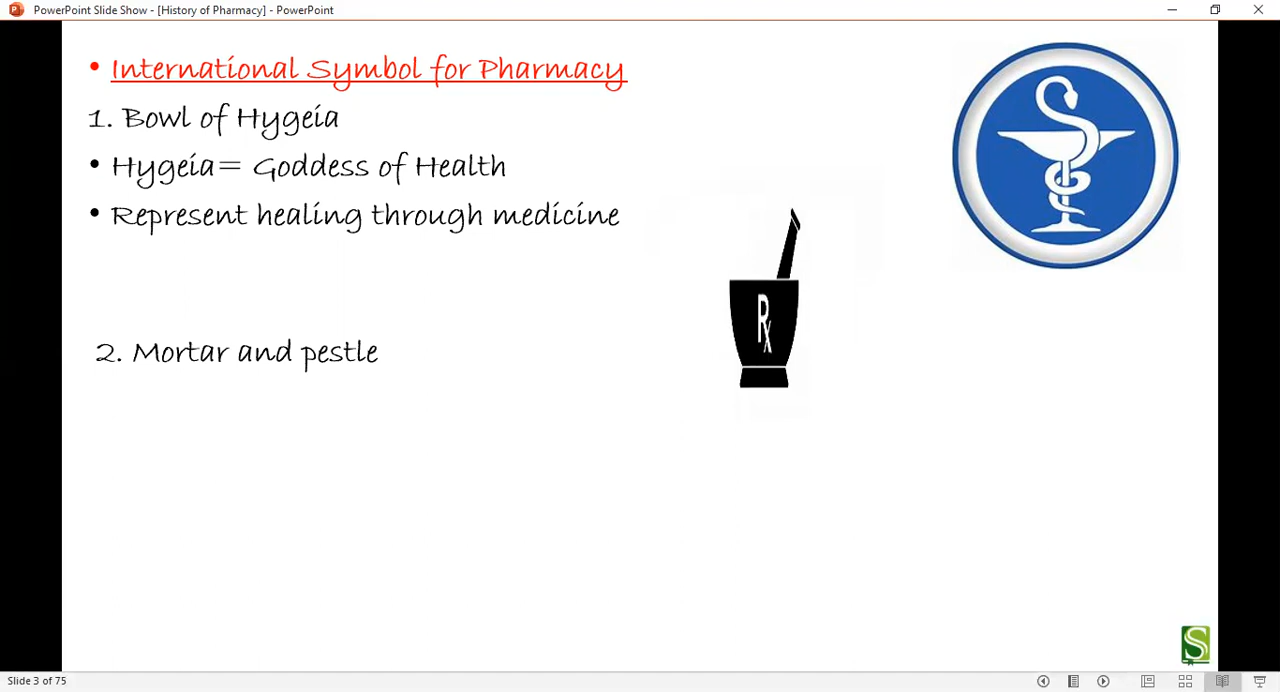 PowerPoint Slide Show - [History of Pharmacy] - PowerPoint
• International Symbol for Pharmacy
1. Bowl of Hygeia
• Hygeia= Goddess of Health
• Represent healing through medicine
Rx
2. Mortar and pestle
S
Slide 3 of 75